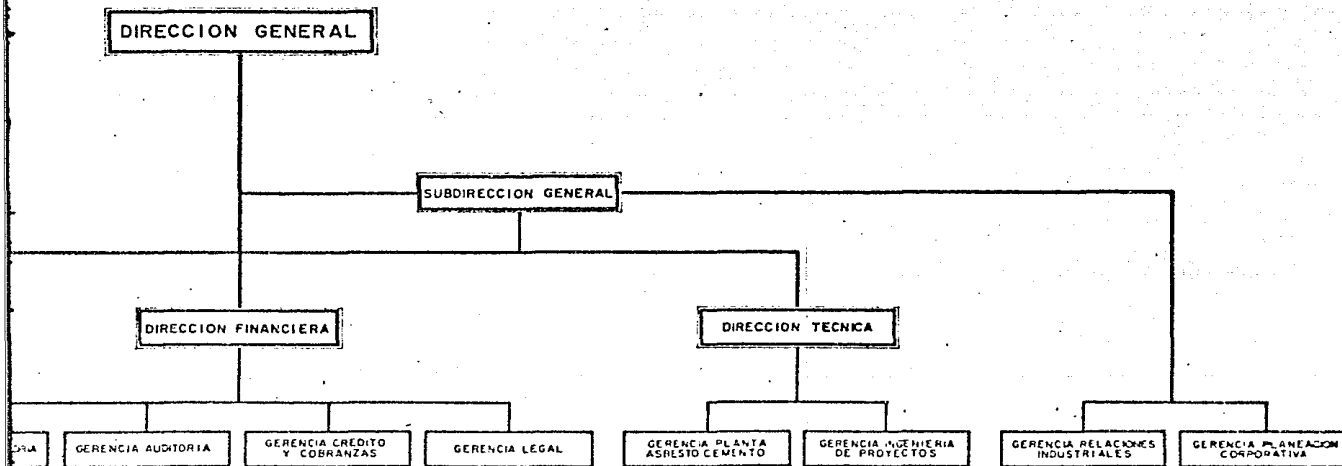 DIRECCION GENERAL
SUBDIRECCION GENERAL
DIRECCION FINANCIERA
DIRECCION TECNICA
GERENCIA AUDITORIA
GERENCIA CREDITO
Y COBRANZAS
GERENCIA LEGAL
GERENCIA PLANTA
ASBESTO CEMENTO
GERENCIA INGENIERIA
DE PROYECTOS
GERENCIA RELACIONES
INDUSTRIALES
GERENCIA PLANEACION
CORPORATIVA